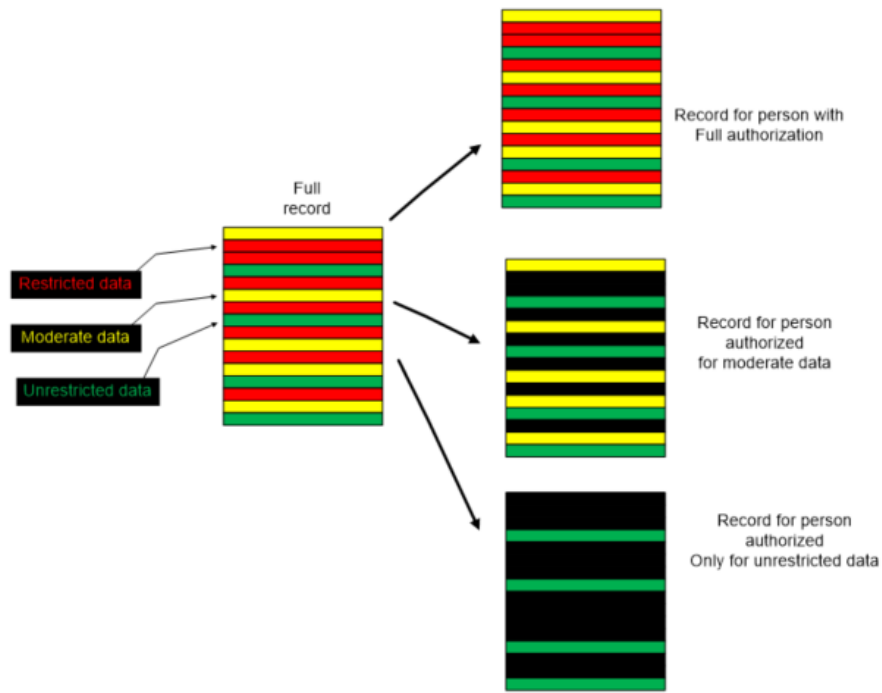 Record for person with
Full authorization
Full
record
Restricted data
Moderate data
Unrestricted data
Record for person
authorized
for moderate data
Record for person
authorized
Only for unrestricted data